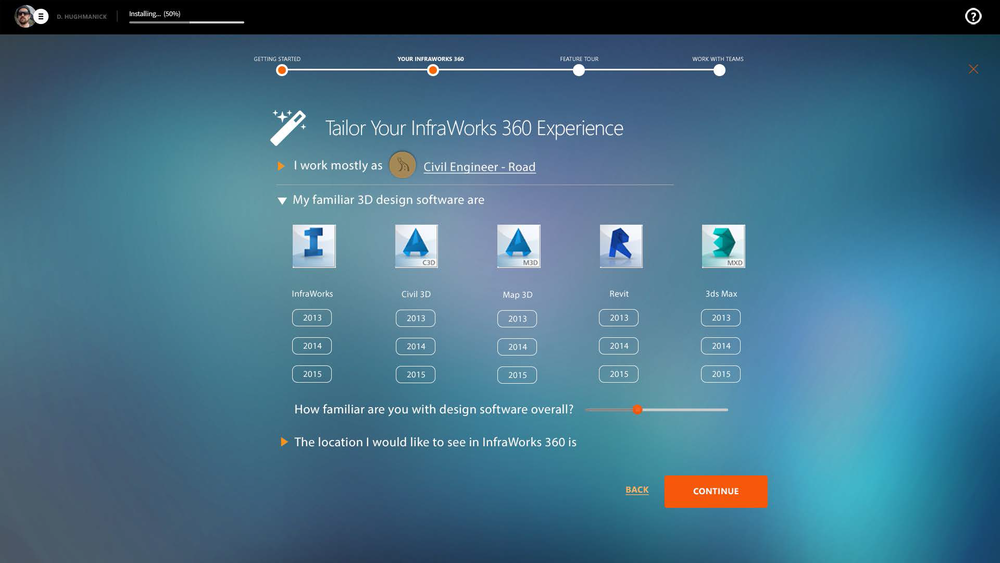 D. HUGHMANICK
Installing... (50%)
?
GETTING STARTED
YOUR INFRAWORKS 360
FEATURE TOUR
WORK WITH TEAMS
Tailor Your InfraWorks 360 Experience
I work mostly as Civil Engineer - Road
My familiar 3D design software are
C3D
M3D
MXD
InfraWorks
Civil 3D
Map 3D
Revit
3ds Max
2013 2013 2013 2013 2013
2014 2014 2014 2014 2014
2015 2015 2015 2015 2015
How familiar are you with design software overall?
The location I would like to see in InfraWorks 360 is
BACK
CONTINUE